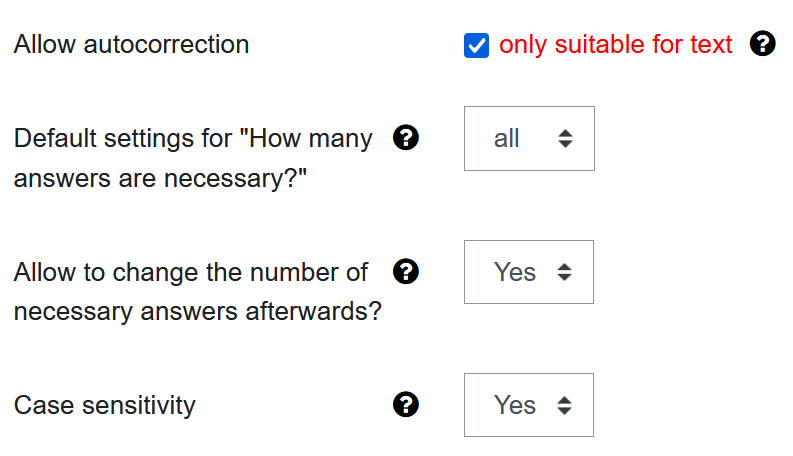 Allow autocorrection only suitable for text ?
Default settings for "How many ? all
answers are necessary?"
Allow to change the number of ? Yes
necessary answers afterwards?
Case sensitivity ? Yes